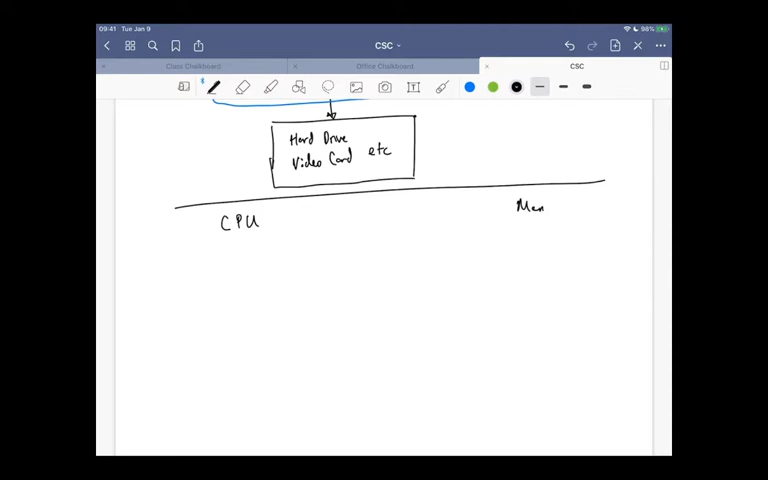 09:41 Tue Jan 9
98%
CSC
Class Chalkboard
Office Chalkboard
CSC
Hard Drive
Video Card etc
CPU
Mem